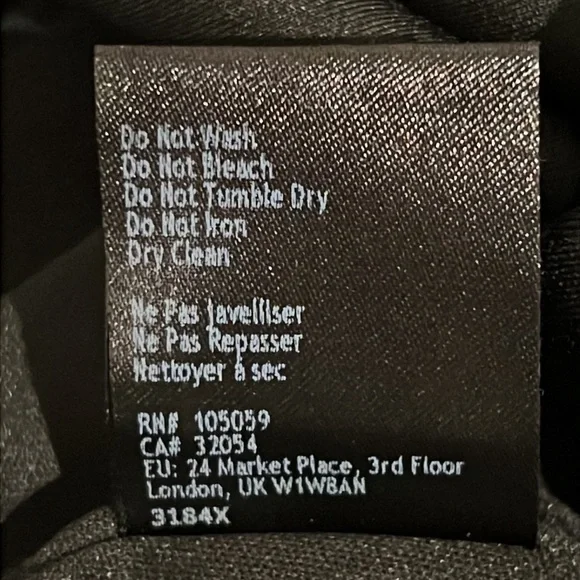 Do Not Wash
Do Not Bleach
Do Not Tumble Dry
Do Not Iron
Dry Clean
Ne Pas Javelliser
Ne Pas Repasser
Nettoyer à sec
RN# 105059
CA# 32054
EU: 24 Market Place, 3rd Floor
London, UK W1W8AN
3184X